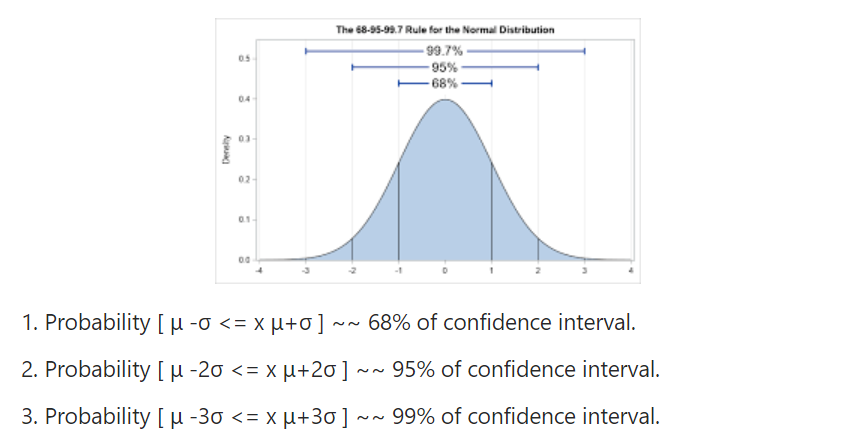 The 68-95-99.7 Rule for the Normal Distribution
99.7%
95%
68%
0.5
0.4
0.3
0.2
0.1
0.0
Density
-4 -3 -2 -1 0 1 2 3 4
1. Probability [ μ -σ <= x μ+σ ] ~~ 68% of confidence interval.
2. Probability [ μ -2σ <= x μ+2σ ] ~~ 95% of confidence interval.
3. Probability [ μ -3σ <= x μ+3σ ] ~~ 99% of confidence interval.